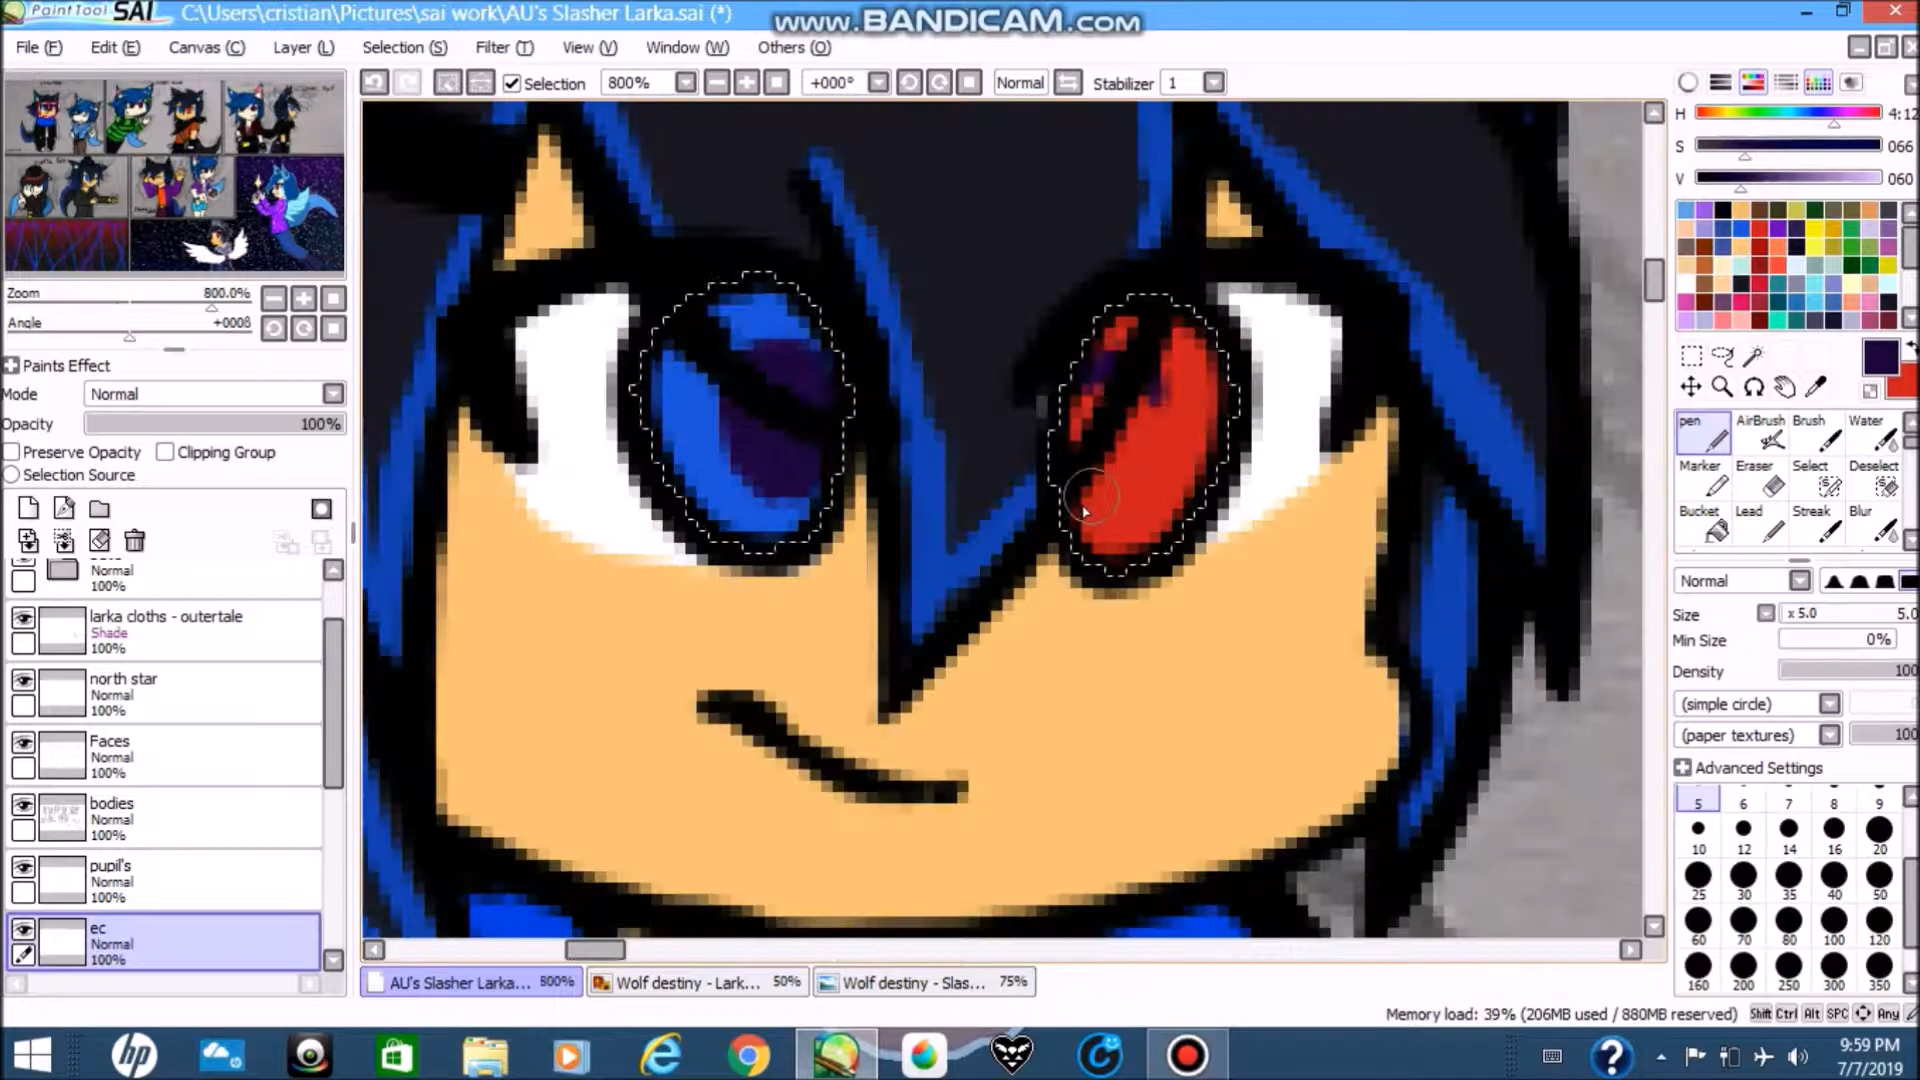 PaintTool SAI C:\Users\cristian\Pictures\sai work\AU's Slasher Larka.sai (*)
www.BANDICAM.com
File (F) Edit (E) Canvas (C) Layer (L) Selection (S) Filter (T) View (V) Window (W) Others (O)
Selection 800% +000° Normal Stabilizer 1
H 4:12
S 066
V 060
Zoom 800.0%
Angle +000ß
Paints Effect
Mode Normal
Opacity 100%
Preserve Opacity Clipping Group
Selection Source
Normal
100%
larka cloths - outertale
Shade
100%
north star
Normal
100%
Faces
Normal
100%
bodies
Normal
100%
pupil's
Normal
100%
ec
Normal
100%
pen AirBrush Brush Water
Marker Eraser Select Deselect
Bucket Lead Streak Blur
Normal
Size x 5.0 5.0
Min Size 0%
Density 100
(simple circle)
(paper textures) 100
Advanced Settings
5 6 7 8 9
10 12 14 16 20
25 30 35 40 50
60 70 80 100 120
160 200 250 300 350
AU's Slasher Larka... 800% Wolf destiny - Lark... 50% Wolf destiny - Slas... 75%
Memory load: 39% (206MB used / 880MB reserved) Shift Ctrl Alt SPC Any
9:59 PM
7/7/2019